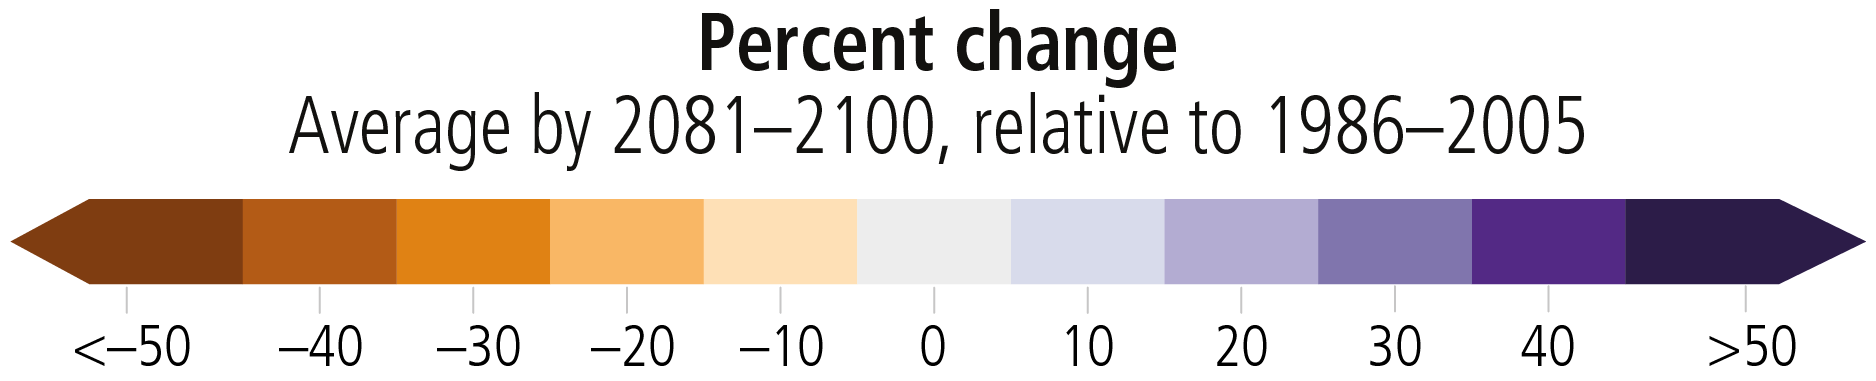 Percent change
Average by 2081–2100, relative to 1986–2005
<–50 –40 –30 –20 –10 0 10 20 30 40 >50